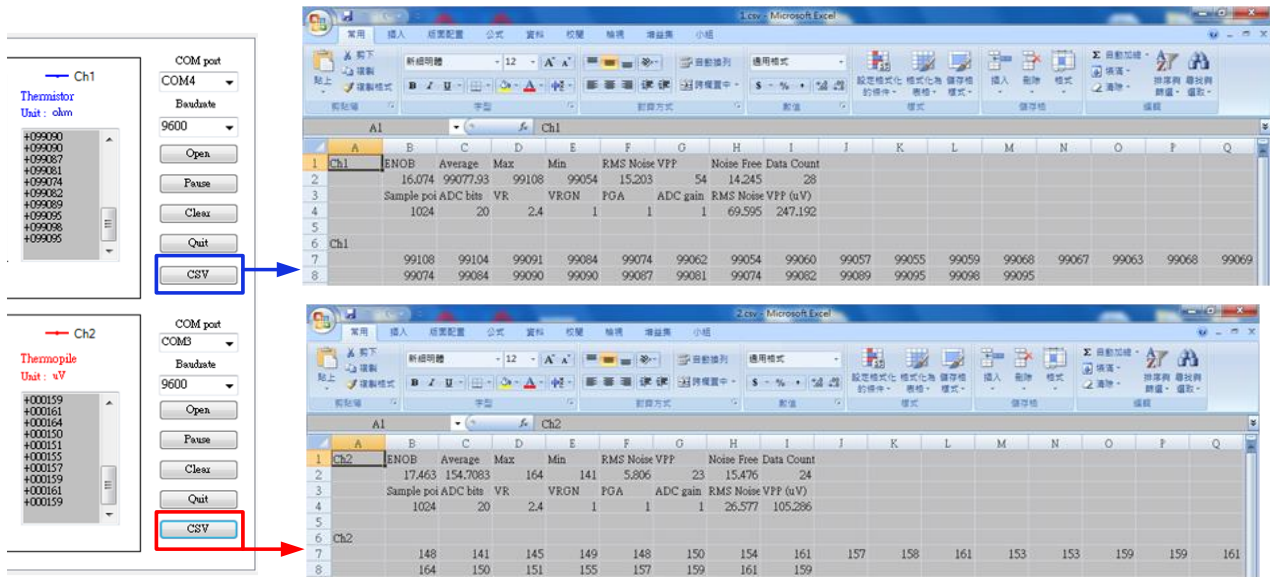 Ch1
Thermistor
Unit : ohm
+099090
+099090
+099087
+099081
+099074
+099082
+099089
+099095
+099098
+099095
COM port
COM4
Baudrate
9600
Open
Pause
Clear
Quit
CSV
1.csv - Microsoft Excel
常用 插入 版面配置 公式 資料 校閱 檢視 增益集 小組
貼上
剪下
複製
複製格式
剪貼簿
新細明體 12
B I U
字型
自動換列
跨欄置中
對齊方式
通用格式
$ - % ,
數值
設定格式化的條件 格式化為表格 儲存格樣式
樣式
插入 刪除 格式
儲存格
Σ 自動加總
填滿
清除
排序與篩選 尋找與選取
編輯
A1 fx Ch1
A B C D E F G H I J K L M N O P Q
1 Ch1 ENOB Average Max Min RMS Noise VPP Noise Free Data Count
2 16.074 99077.93 99108 99054 15.203 54 14.245 28
3 Sample poi ADC bits VR VRGN PGA ADC gain RMS Noise VPP (uV)
4 1024 20 2.4 1 1 1 69.595 247.192
5
6 Ch1
7 99108 99104 99091 99084 99074 99062 99054 99060 99057 99055 99059 99068 99067 99063 99068 99069
8 99074 99084 99090 99090 99087 99081 99074 99082 99089 99095 99098 99095
Ch2
Thermopile
Unit : uV
+000159
+000161
+000164
+000150
+000151
+000155
+000157
+000159
+000161
+000159
COM port
COM3
Baudrate
9600
Open
Pause
Clear
Quit
CSV
2.csv - Microsoft Excel
常用 插入 版面配置 公式 資料 校閱 檢視 增益集 小組
貼上
剪下
複製
複製格式
剪貼簿
新細明體 12
B I U
字型
自動換列
跨欄置中
對齊方式
通用格式
$ - % ,
數值
設定格式化的條件 格式化為表格 儲存格樣式
樣式
插入 刪除 格式
儲存格
Σ 自動加總
填滿
清除
排序與篩選 尋找與選取
編輯
A1 fx Ch2
A B C D E F G H I J K L M N O P Q
1 Ch2 ENOB Average Max Min RMS Noise VPP Noise Free Data Count
2 17.463 154.7083 164 141 5.806 23 15.476 24
3 Sample poi ADC bits VR VRGN PGA ADC gain RMS Noise VPP (uV)
4 1024 20 2.4 1 1 1 26.577 105.286
5
6 Ch2
7 148 141 145 149 148 150 154 161 157 158 161 153 153 159 159 161
8 164 150 151 155 157 159 161 159